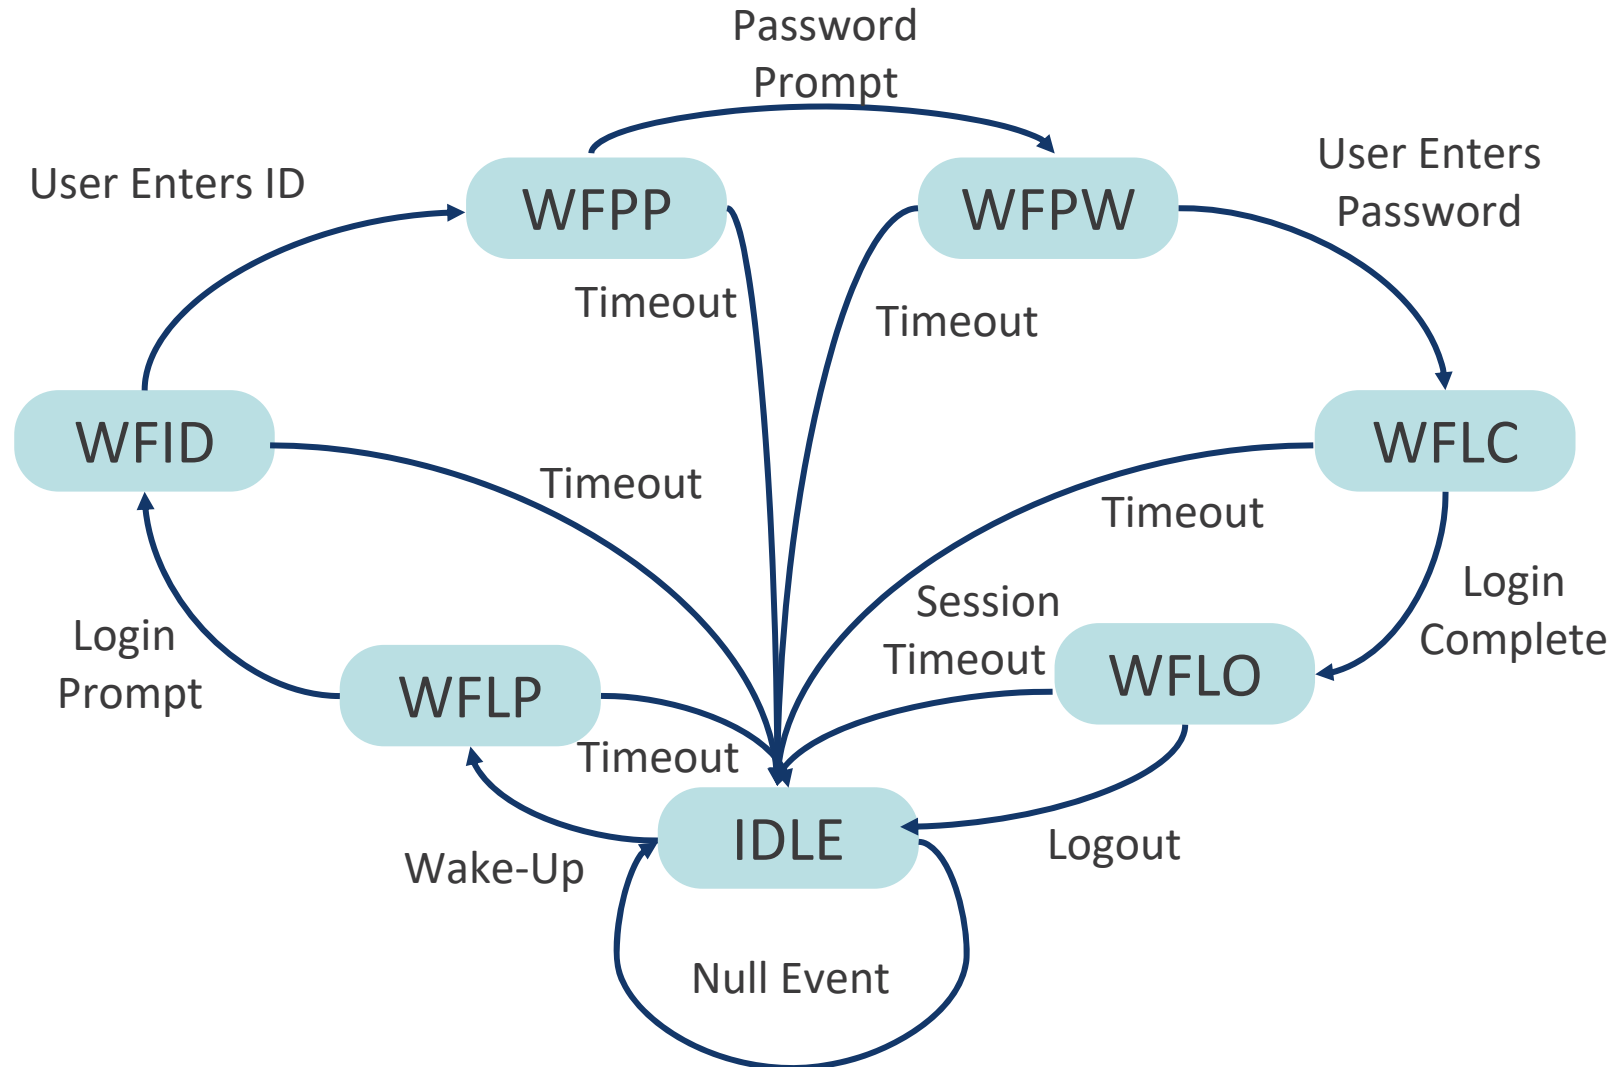 Password
Prompt
User Enters
Password
User Enters ID
WFPP
WFPW
Timeout
Timeout
WFID
WFLC
Timeout
Timeout
Session
Timeout
Login
Complete
Login
Prompt
WFLP
WFLO
Timeout
IDLE
Logout
Wake-Up
Null Event